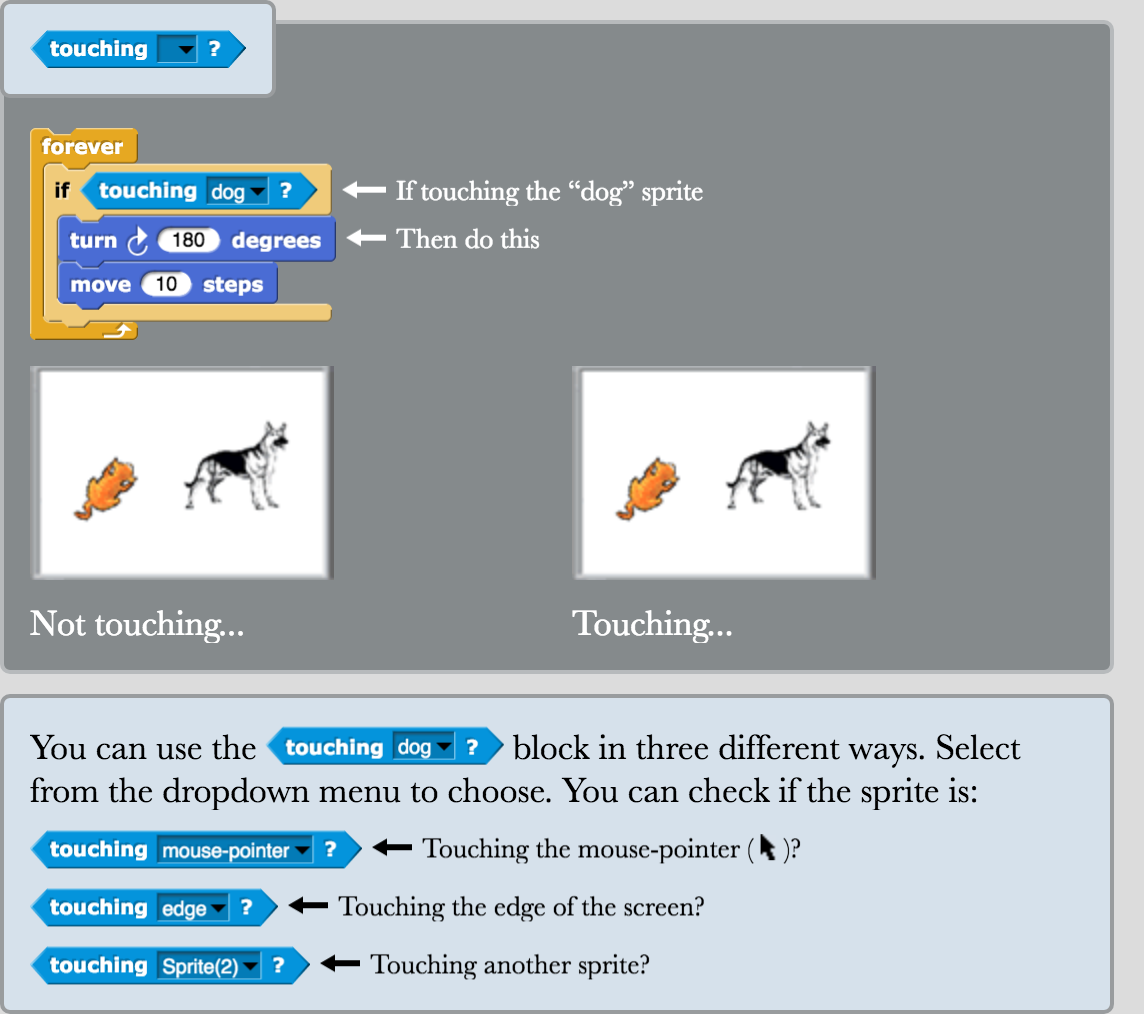 touching ?
forever
if touching dog ?
If touching the “dog” sprite
turn 180 degrees
Then do this
move 10 steps
Not touching...
Touching...
You can use the touching dog ? block in three different ways. Select
from the dropdown menu to choose. You can check if the sprite is:
touching mouse-pointer ? Touching the mouse-pointer ( )?
touching edge ? Touching the edge of the screen?
touching Sprite(2) ? Touching another sprite?